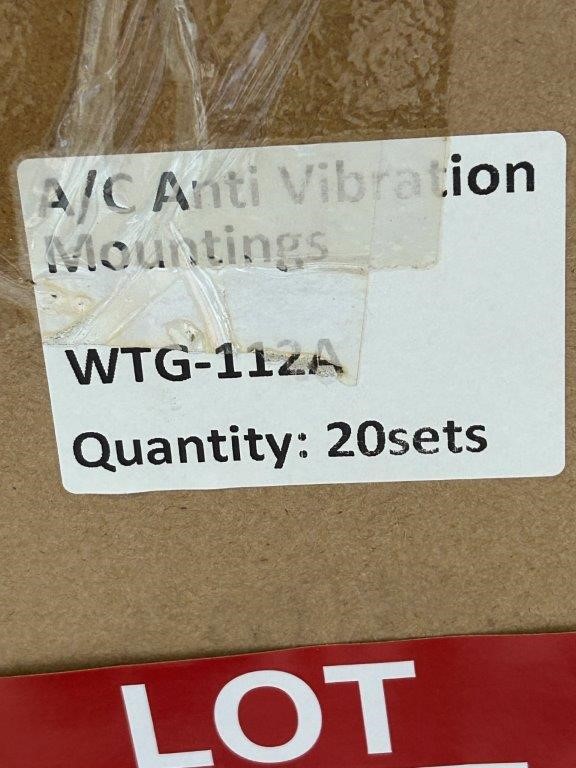 A/C Anti Vibration
Mountings
WTG-112A
Quantity: 20sets
LOT